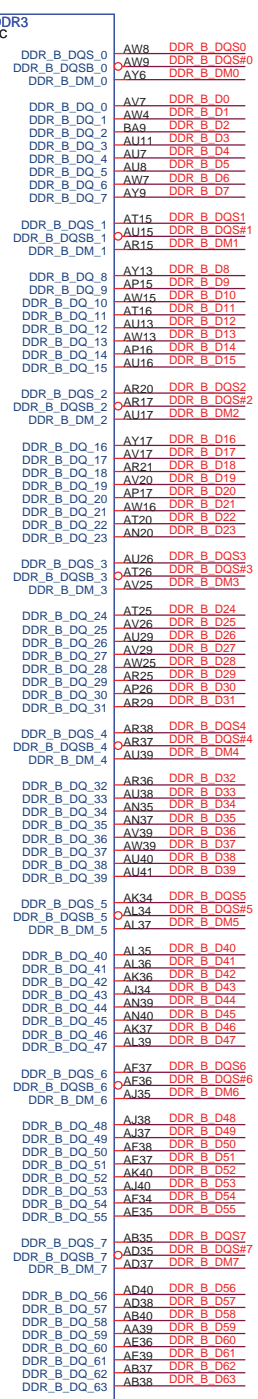 DDR3
C
DDR_B_DQS_0 AW8 DDR_B_DQS0
DDR_B_DQSB_0 AW9 DDR_B_DQS#0
DDR_B_DM_0 AY6 DDR_B_DM0
DDR_B_DQ_0 AV7 DDR_B_D0
DDR_B_DQ_1 AW4 DDR_B_D1
DDR_B_DQ_2 BA9 DDR_B_D2
DDR_B_DQ_3 AU11 DDR_B_D3
DDR_B_DQ_4 AU7 DDR_B_D4
DDR_B_DQ_5 AU8 DDR_B_D5
DDR_B_DQ_6 AW7 DDR_B_D6
DDR_B_DQ_7 AY9 DDR_B_D7
DDR_B_DQS_1 AT15 DDR_B_DQS1
DDR_B_DQSB_1 AU15 DDR_B_DQS#1
DDR_B_DM_1 AR15 DDR_B_DM1
DDR_B_DQ_8 AY13 DDR_B_D8
DDR_B_DQ_9 AP15 DDR_B_D9
DDR_B_DQ_10 AW15 DDR_B_D10
DDR_B_DQ_11 AT16 DDR_B_D11
DDR_B_DQ_12 AU13 DDR_B_D12
DDR_B_DQ_13 AW13 DDR_B_D13
DDR_B_DQ_14 AP16 DDR_B_D14
DDR_B_DQ_15 AU16 DDR_B_D15
DDR_B_DQS_2 AR20 DDR_B_DQS2
DDR_B_DQSB_2 AR17 DDR_B_DQS#2
DDR_B_DM_2 AU17 DDR_B_DM2
DDR_B_DQ_16 AY17 DDR_B_D16
DDR_B_DQ_17 AV17 DDR_B_D17
DDR_B_DQ_18 AR21 DDR_B_D18
DDR_B_DQ_19 AV20 DDR_B_D19
DDR_B_DQ_20 AP17 DDR_B_D20
DDR_B_DQ_21 AW16 DDR_B_D21
DDR_B_DQ_22 AT20 DDR_B_D22
DDR_B_DQ_23 AN20 DDR_B_D23
DDR_B_DQS_3 AU26 DDR_B_DQS3
DDR_B_DQSB_3 AT26 DDR_B_DQS#3
DDR_B_DM_3 AV25 DDR_B_DM3
DDR_B_DQ_24 AT25 DDR_B_D24
DDR_B_DQ_25 AV26 DDR_B_D25
DDR_B_DQ_26 AU29 DDR_B_D26
DDR_B_DQ_27 AV29 DDR_B_D27
DDR_B_DQ_28 AW25 DDR_B_D28
DDR_B_DQ_29 AR25 DDR_B_D29
DDR_B_DQ_30 AP26 DDR_B_D30
DDR_B_DQ_31 AR29 DDR_B_D31
DDR_B_DQS_4 AR38 DDR_B_DQS4
DDR_B_DQSB_4 AR37 DDR_B_DQS#4
DDR_B_DM_4 AU39 DDR_B_DM4
DDR_B_DQ_32 AR36 DDR_B_D32
DDR_B_DQ_33 AU38 DDR_B_D33
DDR_B_DQ_34 AN35 DDR_B_D34
DDR_B_DQ_35 AN37 DDR_B_D35
DDR_B_DQ_36 AV39 DDR_B_D36
DDR_B_DQ_37 AW39 DDR_B_D37
DDR_B_DQ_38 AU40 DDR_B_D38
DDR_B_DQ_39 AU41 DDR_B_D39
DDR_B_DQS_5 AK34 DDR_B_DQS5
DDR_B_DQSB_5 AL34 DDR_B_DQS#5
DDR_B_DM_5 AL37 DDR_B_DM5
DDR_B_DQ_40 AL35 DDR_B_D40
DDR_B_DQ_41 AL36 DDR_B_D41
DDR_B_DQ_42 AK36 DDR_B_D42
DDR_B_DQ_43 AJ34 DDR_B_D43
DDR_B_DQ_44 AN39 DDR_B_D44
DDR_B_DQ_45 AN40 DDR_B_D45
DDR_B_DQ_46 AK37 DDR_B_D46
DDR_B_DQ_47 AL39 DDR_B_D47
DDR_B_DQS_6 AF37 DDR_B_DQS6
DDR_B_DQSB_6 AF36 DDR_B_DQS#6
DDR_B_DM_6 AJ35 DDR_B_DM6
DDR_B_DQ_48 AJ38 DDR_B_D48
DDR_B_DQ_49 AJ37 DDR_B_D49
DDR_B_DQ_50 AF38 DDR_B_D50
DDR_B_DQ_51 AE37 DDR_B_D51
DDR_B_DQ_52 AK40 DDR_B_D52
DDR_B_DQ_53 AJ40 DDR_B_D53
DDR_B_DQ_54 AF34 DDR_B_D54
DDR_B_DQ_55 AE35 DDR_B_D55
DDR_B_DQS_7 AB35 DDR_B_DQS7
DDR_B_DQSB_7 AD35 DDR_B_DQS#7
DDR_B_DM_7 AD37 DDR_B_DM7
DDR_B_DQ_56 AD40 DDR_B_D56
DDR_B_DQ_57 AD38 DDR_B_D57
DDR_B_DQ_58 AB40 DDR_B_D58
DDR_B_DQ_59 AA39 DDR_B_D59
DDR_B_DQ_60 AE36 DDR_B_D60
DDR_B_DQ_61 AE39 DDR_B_D61
DDR_B_DQ_62 AB37 DDR_B_D62
DDR_B_DQ_63 AB38 DDR_B_D63